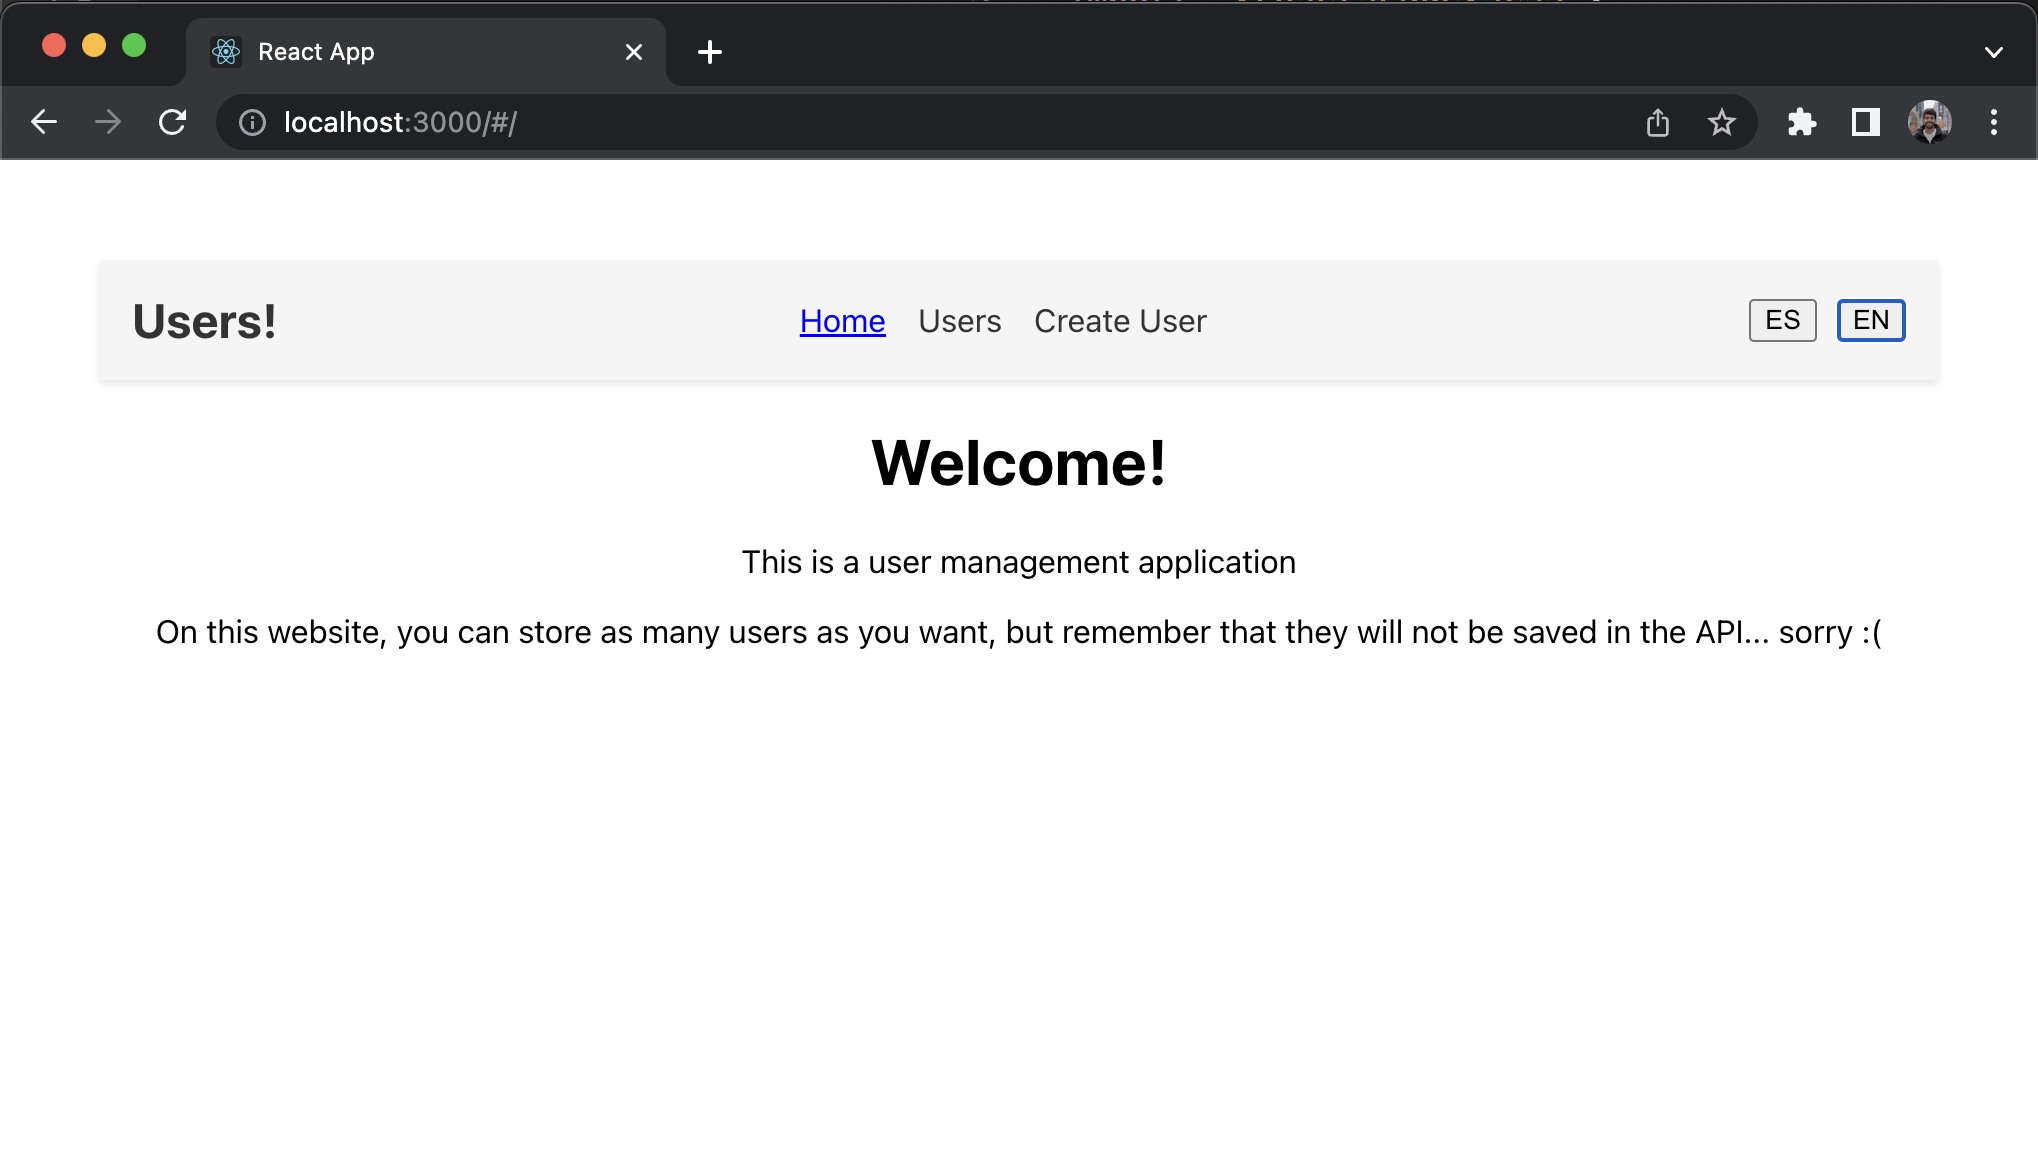 React App
localhost:3000/#/
Users!
Home Users Create User
ES EN
Welcome!
This is a user management application
On this website, you can store as many users as you want, but remember that they will not be saved in the API... sorry :(